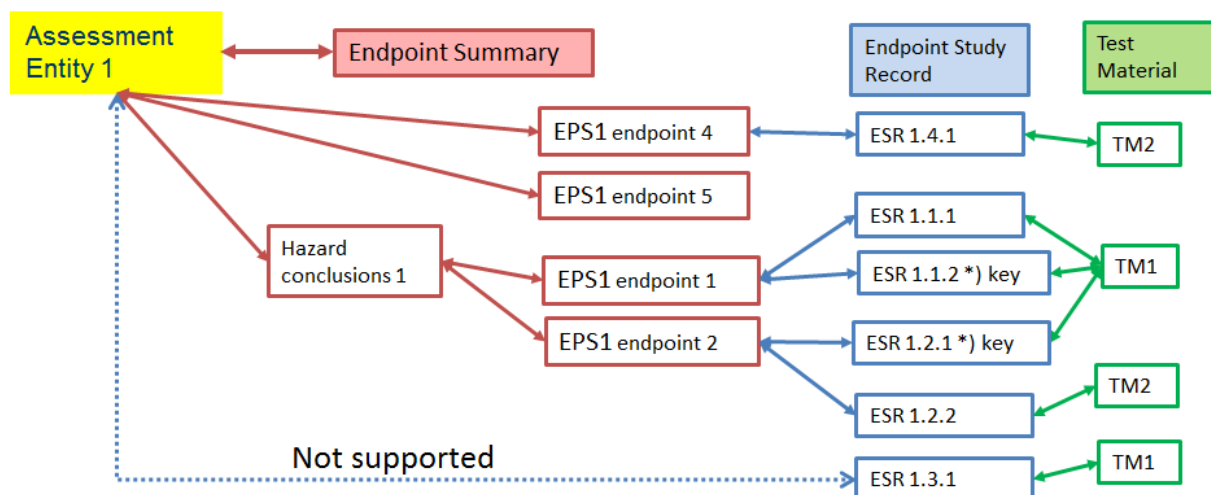 Assessment
Entity 1
Endpoint Summary
Endpoint Study
Record
Test
Material
EPS1 endpoint 4
ESR 1.4.1
TM2
EPS1 endpoint 5
ESR 1.1.1
Hazard
conclusions 1
EPS1 endpoint 1
ESR 1.1.2 *) key
TM1
EPS1 endpoint 2
ESR 1.2.1 *) key
TM2
ESR 1.2.2
Not supported
ESR 1.3.1
TM1